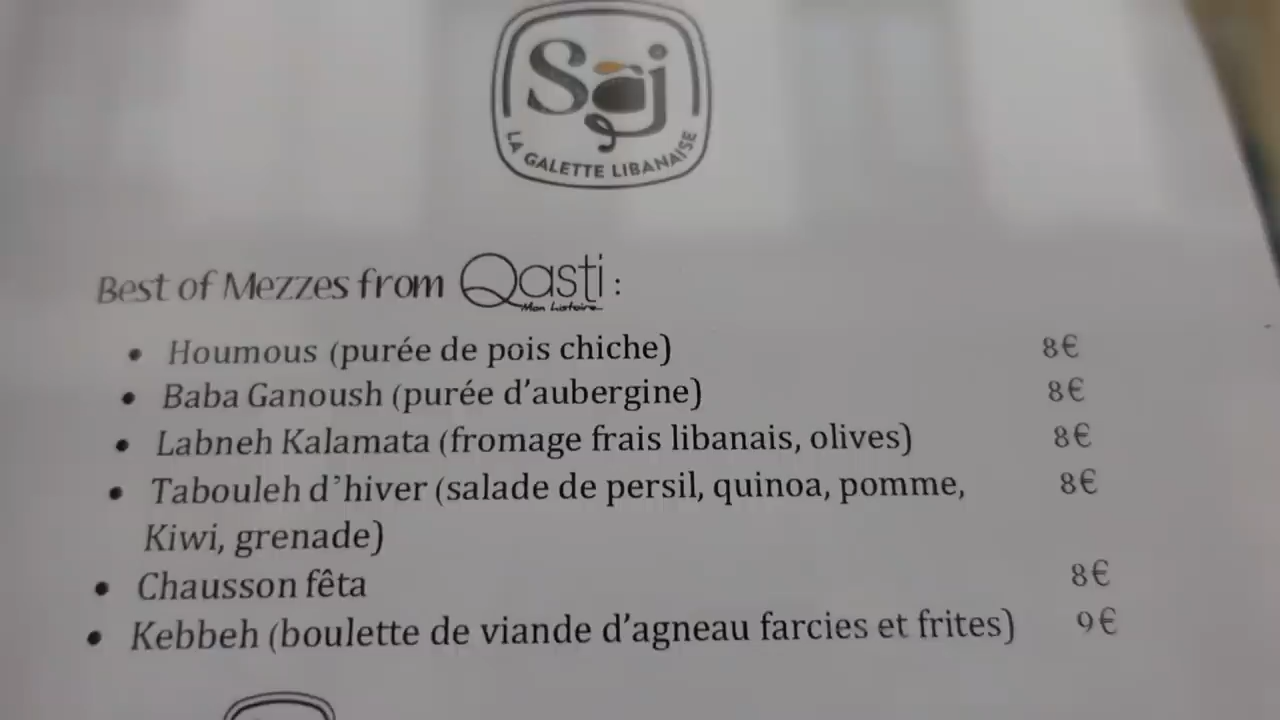 Saj
LA GALETTE LIBANAISE
Best of Mezzes from Qasti :
Mon histoire
• Houmous (purée de pois chiche) 8€
• Baba Ganoush (purée d'aubergine) 8€
• Labneh Kalamata (fromage frais libanais, olives) 8€
• Tabouleh d'hiver (salade de persil, quinoa, pomme, 8€
Kiwi, grenade)
• Chausson fêta 8€
• Kebbeh (boulette de viande d'agneau farcies et frites) 9€